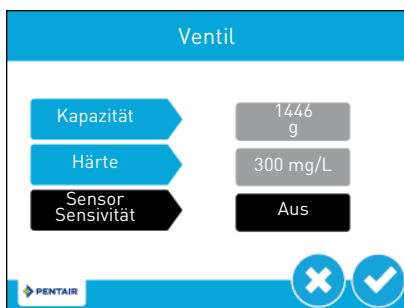 Ventil
Kapazität
1446
g
Härte
300 mg/L
Sensor
Sensivität
Aus
PENTAIR